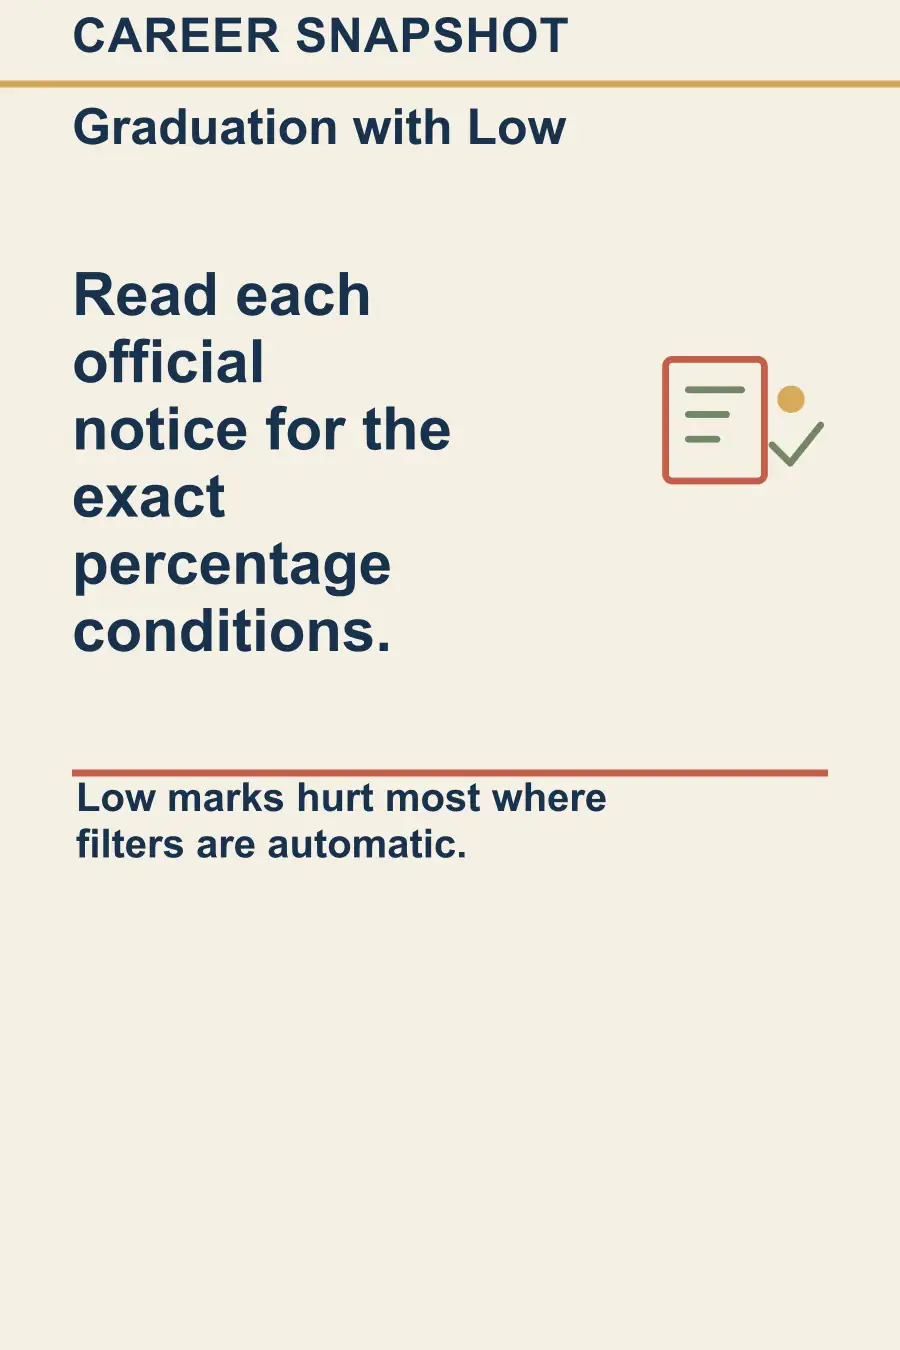 CAREER SNAPSHOT
Graduation with Low
Read each
official
notice for the
exact
percentage
conditions.
Low marks hurt most where
filters are automatic.